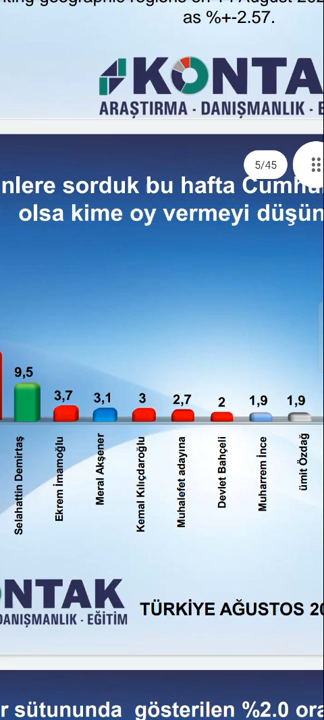 as %+-2.57.
KONTA
ARAŞTIRMA - DANIŞMANLIK - E
5/45
nlere sorduk bu hafta Cumhu
olsa kime oy vermeyi düşün
9,5
3,7
3,1
3
2,7
2
1,9
1,9
Selahattin Demirtaş
Ekrem İmamoğlu
Meral Akşener
Kemal Kılıçdaroğlu
Muhalefet adayına
Devlet Bahçeli
Muharrem İnce
ümit Özdağ
NTAK
DANIŞMANLIK - EĞİTİM
TÜRKİYE AĞUSTOS 20
r sütununda gösterilen %2.0 ora